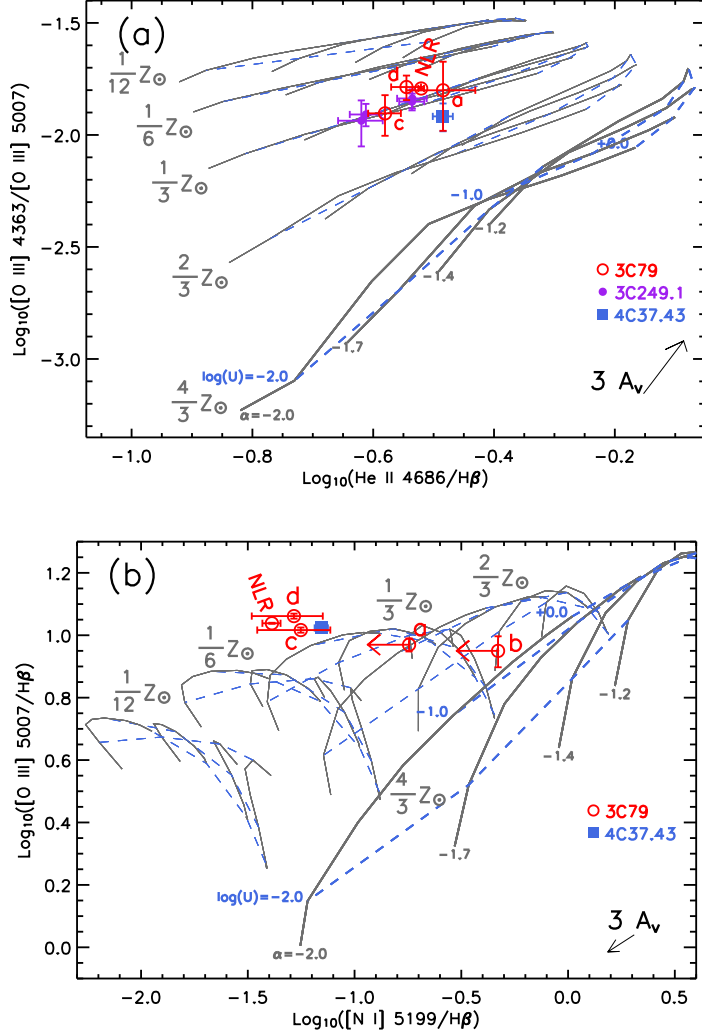 (a)
−1.5
−2.0
−2.5
−3.0
Log₁₀([O III] 4363/[O III] 5007)
1/12 Z⊙
1/6 Z⊙
1/3 Z⊙
2/3 Z⊙
4/3 Z⊙
d
NLR
a
c
+0.0
−1.0
−1.2
−1.4
−1.7
log(U)=−2.0
α=−2.0
3C79
3C249.1
4C37.43
3 Aᵥ
−1.0
−0.8
−0.6
−0.4
−0.2
Log₁₀(He II 4686/Hβ)
(b)
1.2
1.0
0.8
0.6
0.4
0.2
0.0
Log₁₀([O III] 5007/Hβ)
NLR
d
c
a
b
1/3 Z⊙
2/3 Z⊙
1/6 Z⊙
1/12 Z⊙
4/3 Z⊙
+0.0
−1.0
−1.2
−1.4
−1.7
log(U)=−2.0
α=−2.0
3C79
4C37.43
3 Aᵥ
−2.0
−1.5
−1.0
−0.5
0.0
0.5
Log₁₀([N I] 5199/Hβ)